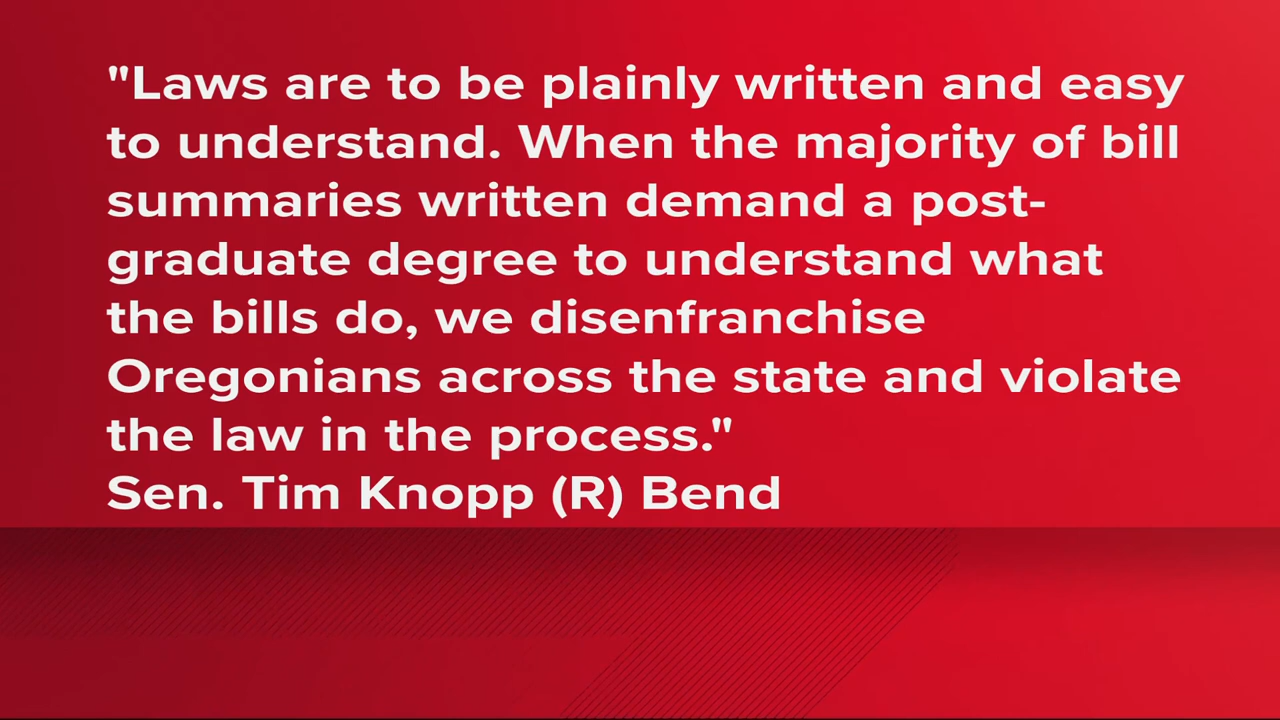 "Laws are to be plainly written and easy
to understand. When the majority of bill
summaries written demand a post-
graduate degree to understand what
the bills do, we disenfranchise
Oregonians across the state and violate
the law in the process."
Sen. Tim Knopp (R) Bend